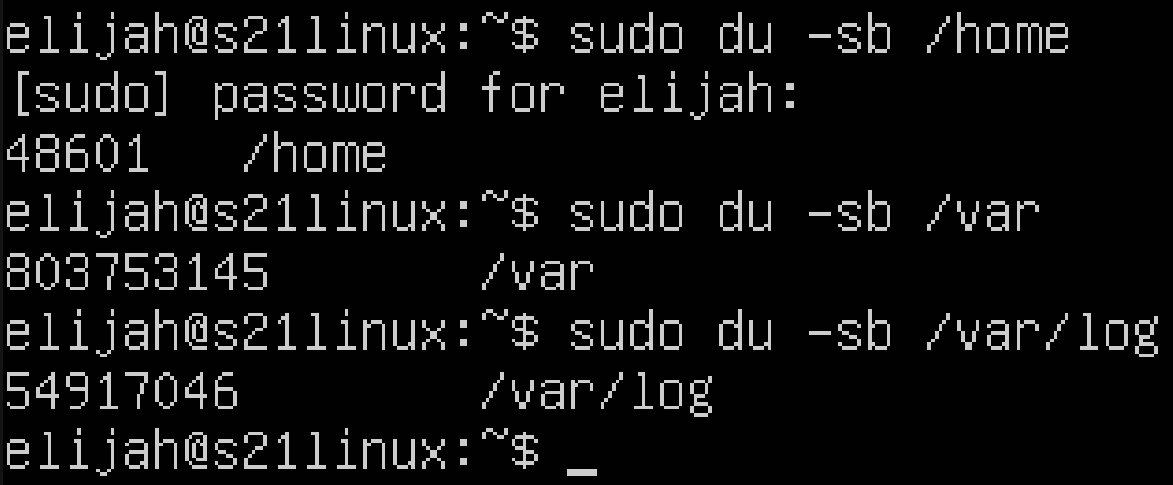 elijah@s21linux:~$ sudo du -sb /home
[sudo] password for elijah:
48601   /home
elijah@s21linux:~$ sudo du -sb /var
803753145       /var
elijah@s21linux:~$ sudo du -sb /var/log
54917046        /var/log
elijah@s21linux:~$ _